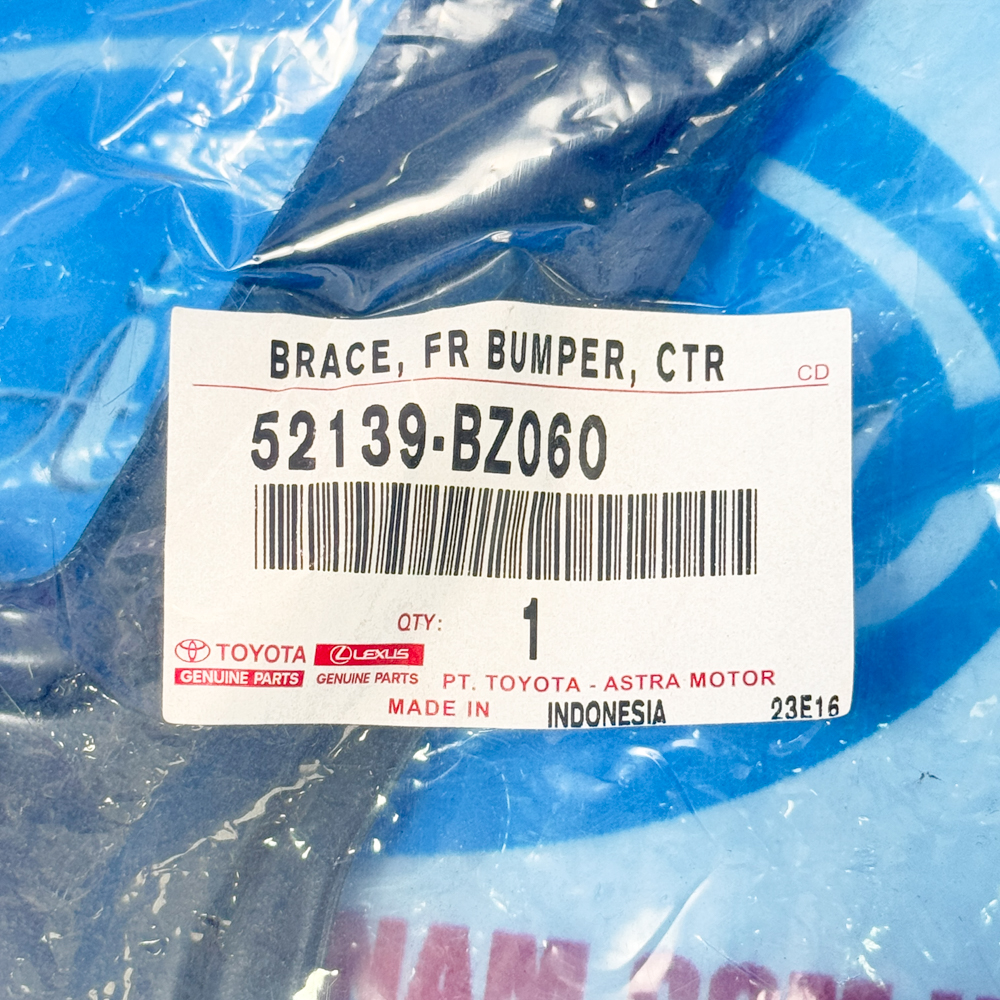 BRACE, FR BUMPER, CTR
CD
52139-BZ060
QTY: 1
TOYOTA LEXUS
GENUINE PARTS GENUINE PARTS
PT. TOYOTA - ASTRA MOTOR
MADE IN INDONESIA 23E16